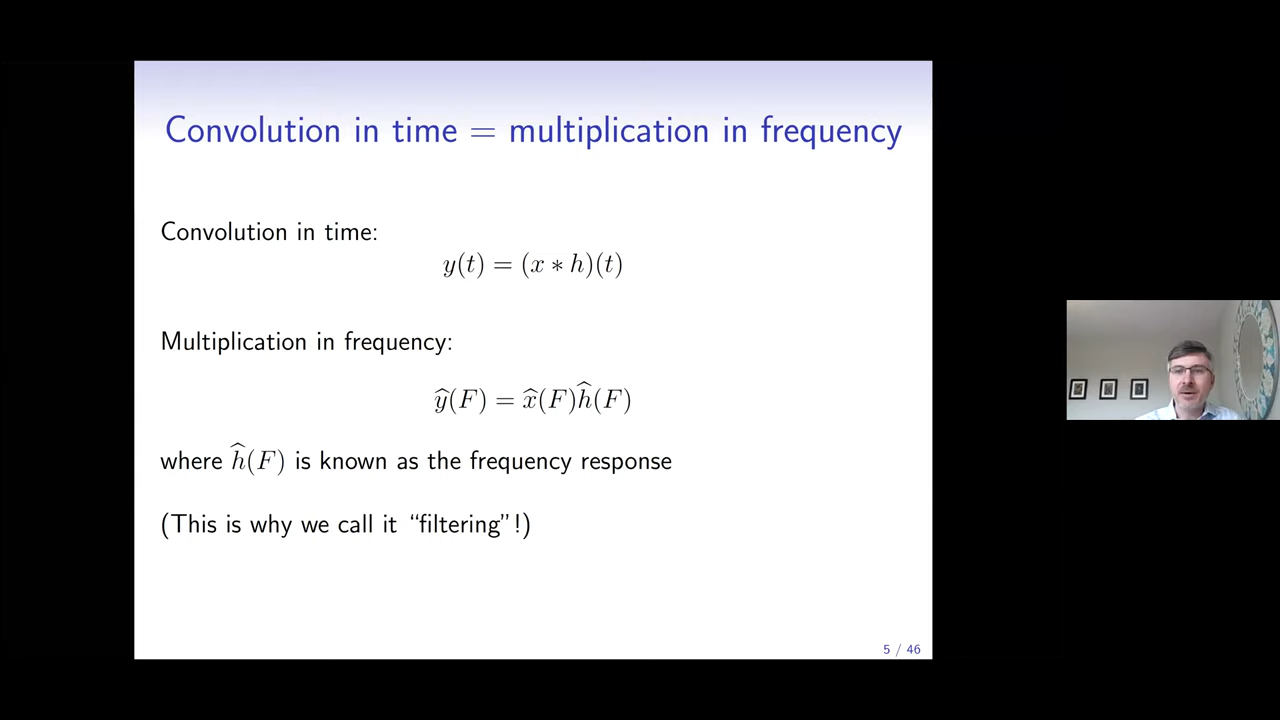 Convolution in time = multiplication in frequency
Convolution in time:
y(t) = (x ∗ h)(t)
Multiplication in frequency:
ŷ(F) = x̂(F)ĥ(F)
where ĥ(F) is known as the frequency response
(This is why we call it “filtering”!)
5 / 46